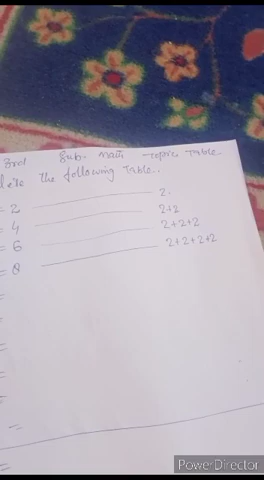 3rd Sub- Math Topic Table
lete the following Table..
= 2 2.
= 4 2+2
= 6 2+2+2
= 8 2+2+2+2
=
=
=
=
=
=
PowerDirector